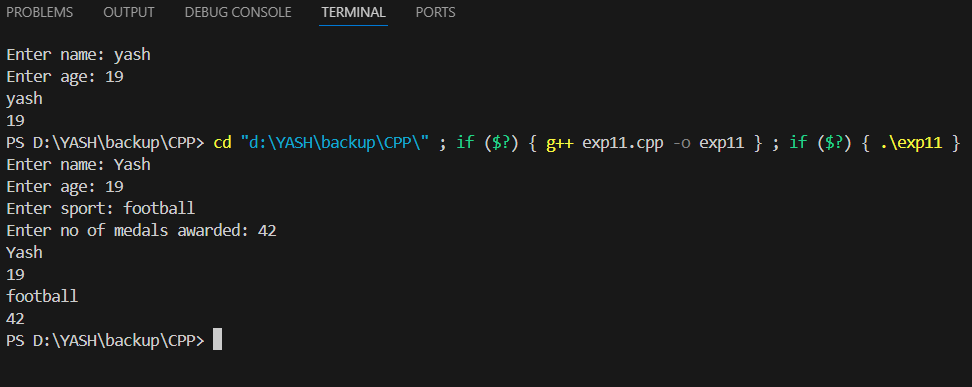 PROBLEMS OUTPUT DEBUG CONSOLE TERMINAL PORTS
Enter name: yash
Enter age: 19
yash
19
PS D:\YASH\backup\CPP> cd "d:\YASH\backup\CPP\" ; if ($?) { g++ exp11.cpp -o exp11 } ; if ($?) { .\exp11 }
Enter name: Yash
Enter age: 19
Enter sport: football
Enter no of medals awarded: 42
Yash
19
football
42
PS D:\YASH\backup\CPP>